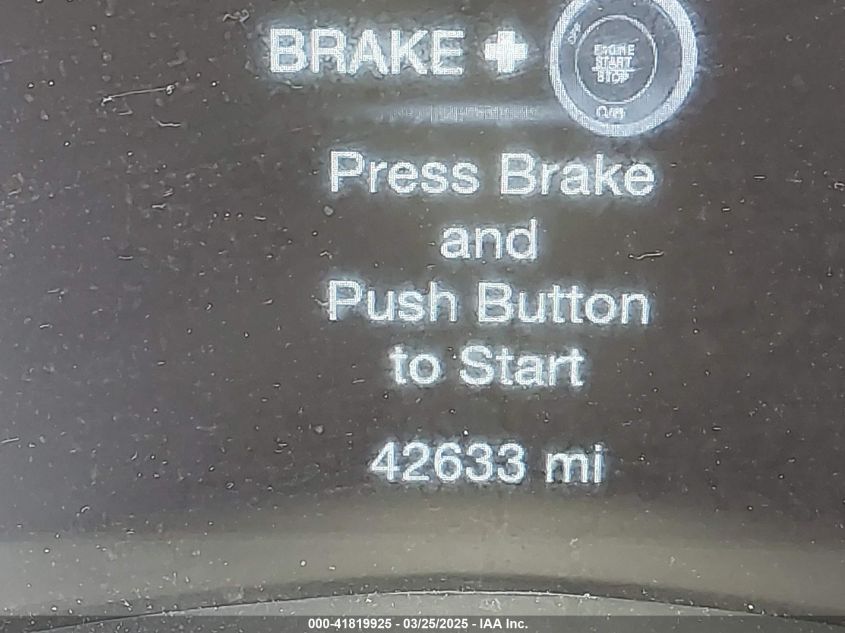 BRAKE +
OFF
ENGINE
START
STOP
Press Brake
and
Push Button
to Start
42633 mi
000-41819925 - 03/25/2025 - IAA Inc.